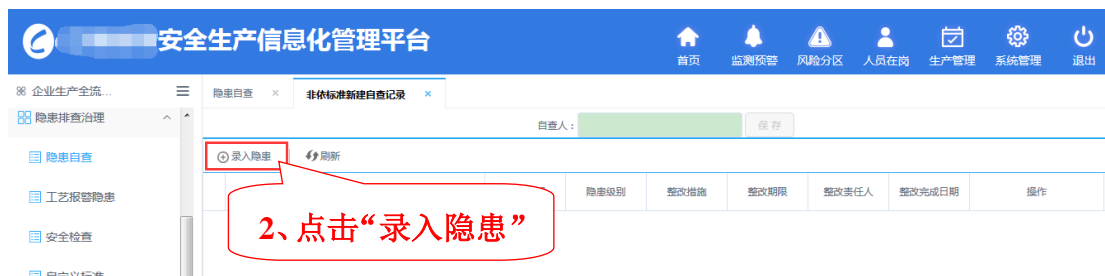 安全生产信息化管理平台
首页 监测预警 风险分区 人员在岗 生产管理 系统管理 退出
企业生产全流... 隐患自查 × 非依标准新建自查记录 ×
隐患排查治理
自查人： 保存
录入隐患 刷新
隐患自查
隐患级别 整改措施 整改期限 整改责任人 整改完成日期 操作
工艺报警隐患
2、点击“录入隐患”
安全检查
自定义标准